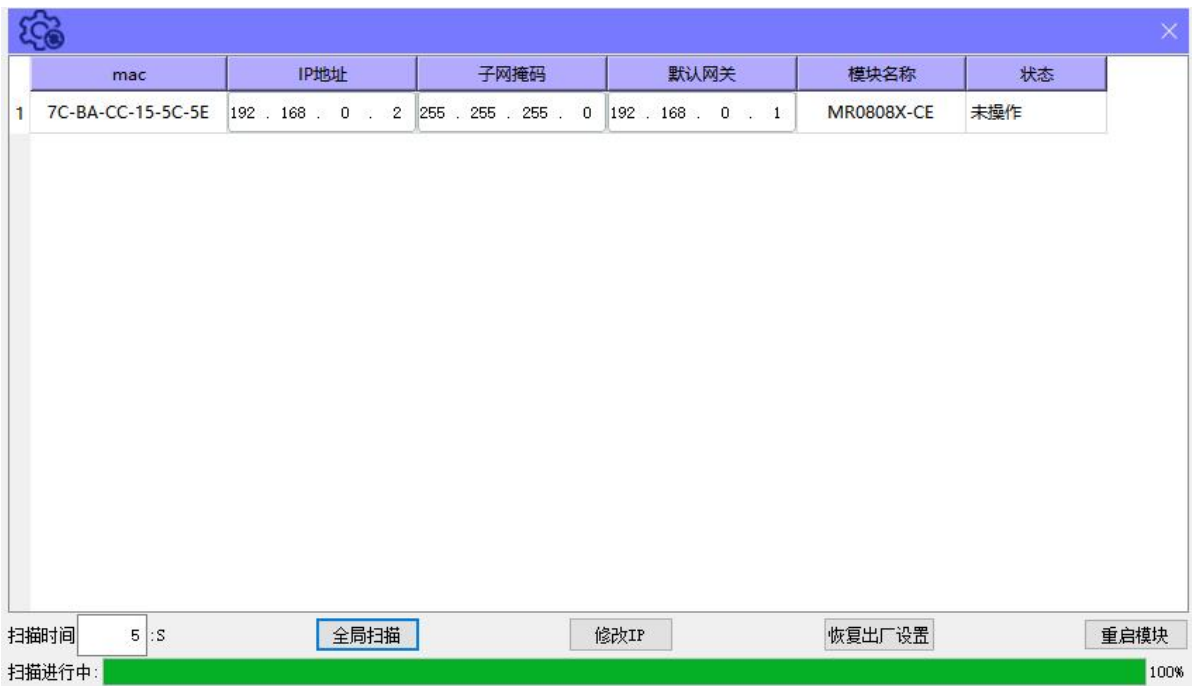 mac IP地址 子网掩码 默认网关 模块名称 状态
1 7C-BA-CC-15-5C-5E 192 . 168 . 0 . 2 255 . 255 . 255 . 0 192 . 168 . 0 . 1 MR0808X-CE 未操作
扫描时间 5 :S 全局扫描 修改IP 恢复出厂设置 重启模块
扫描进行中: 100%